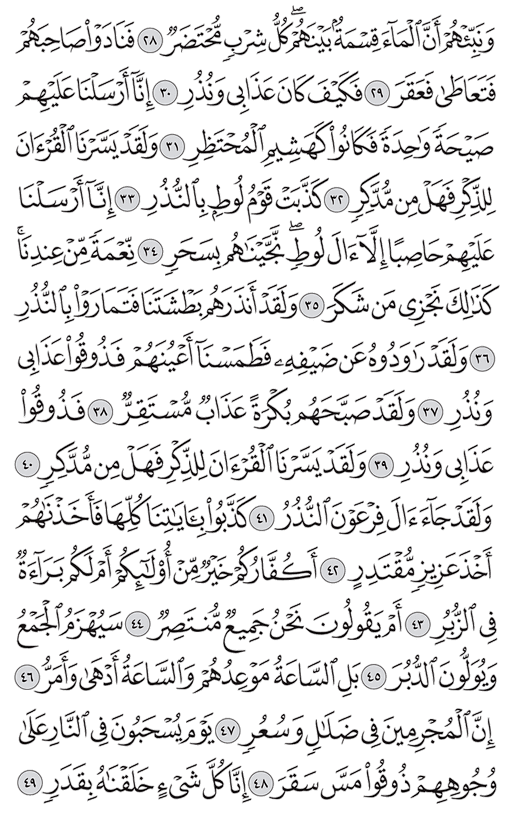 وَنَبِّئْهُمْ أَنَّ ٱلْمَآءَ قِسْمَةٌۢ بَيْنَهُمْ ۖ كُلُّ شِرْبٍ مُّحْتَضَرٌ ٢٨ فَنَادَوْا۟ صَاحِبَهُمْ
فَتَعَاطَىٰ فَعَقَرَ ٢٩ فَكَيْفَ كَانَ عَذَابِى وَنُذُرِ ٣٠ إِنَّآ أَرْسَلْنَا عَلَيْهِمْ
صَيْحَةً وَٰحِدَةً فَكَانُوا۟ كَهَشِيمِ ٱلْمُحْتَظِرِ ٣١ وَلَقَدْ يَسَّرْنَا ٱلْقُرْءَانَ
لِلذِّكْرِ فَهَلْ مِن مُّدَّكِرٍ ٣٢ كَذَّبَتْ قَوْمُ لُوطٍۭ بِٱلنُّذُرِ ٣٣ إِنَّآ أَرْسَلْنَا
عَلَيْهِمْ حَاصِبًا إِلَّآ ءَالَ لُوطٍ ۖ نَّجَّيْنَٰهُم بِسَحَرٍ ٣٤ نِّعْمَةً مِّنْ عِندِنَا ۚ
كَذَٰلِكَ نَجْزِى مَن شَكَرَ ٣٥ وَلَقَدْ أَنذَرَهُم بَطْشَتَنَا فَتَمَارَوْا۟ بِٱلنُّذُرِ
٣٦ وَلَقَدْ رَٰوَدُوهُ عَن ضَيْفِهِۦ فَطَمَسْنَآ أَعْيُنَهُمْ فَذُوقُوا۟ عَذَابِى
وَنُذُرِ ٣٧ وَلَقَدْ صَبَّحَهُم بُكْرَةً عَذَابٌ مُّسْتَقِرٌّ ٣٨ فَذُوقُوا۟
عَذَابِى وَنُذُرِ ٣٩ وَلَقَدْ يَسَّرْنَا ٱلْقُرْءَانَ لِلذِّكْرِ فَهَلْ مِن مُّدَّكِرٍ ٤٠
وَلَقَدْ جَآءَ ءَالَ فِرْعَوْنَ ٱلنُّذُرُ ٤١ كَذَّبُوا۟ بِـَٔايَٰتِنَا كُلِّهَا فَأَخَذْنَٰهُمْ
أَخْذَ عَزِيزٍ مُّقْتَدِرٍ ٤٢ أَكُفَّارُكُمْ خَيْرٌ مِّنْ أُو۟لَٰٓئِكُمْ أَمْ لَكُم بَرَآءَةٌ
فِى ٱلزُّبُرِ ٤٣ أَمْ يَقُولُونَ نَحْنُ جَمِيعٌ مُّنتَصِرٌ ٤٤ سَيُهْزَمُ ٱلْجَمْعُ
وَيُوَلُّونَ ٱلدُّبُرَ ٤٥ بَلِ ٱلسَّاعَةُ مَوْعِدُهُمْ وَٱلسَّاعَةُ أَدْهَىٰ وَأَمَرُّ ٤٦
إِنَّ ٱلْمُجْرِمِينَ فِى ضَلَٰلٍ وَسُعُرٍ ٤٧ يَوْمَ يُسْحَبُونَ فِى ٱلنَّارِ عَلَىٰ
وُجُوهِهِمْ ذُوقُوا۟ مَسَّ سَقَرَ ٤٨ إِنَّا كُلَّ شَىْءٍ خَلَقْنَٰهُ بِقَدَرٍ ٤٩